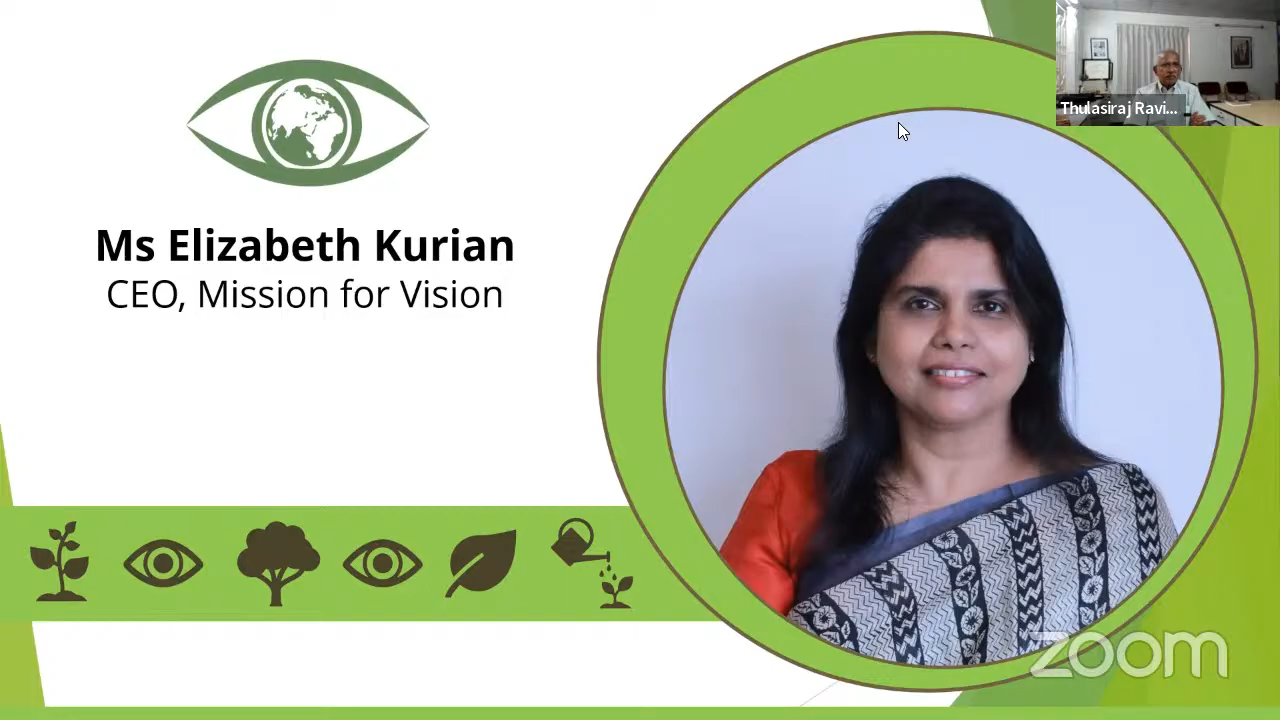 Ms Elizabeth Kurian
CEO, Mission for Vision
Thulasiraj Ravi...
zoom